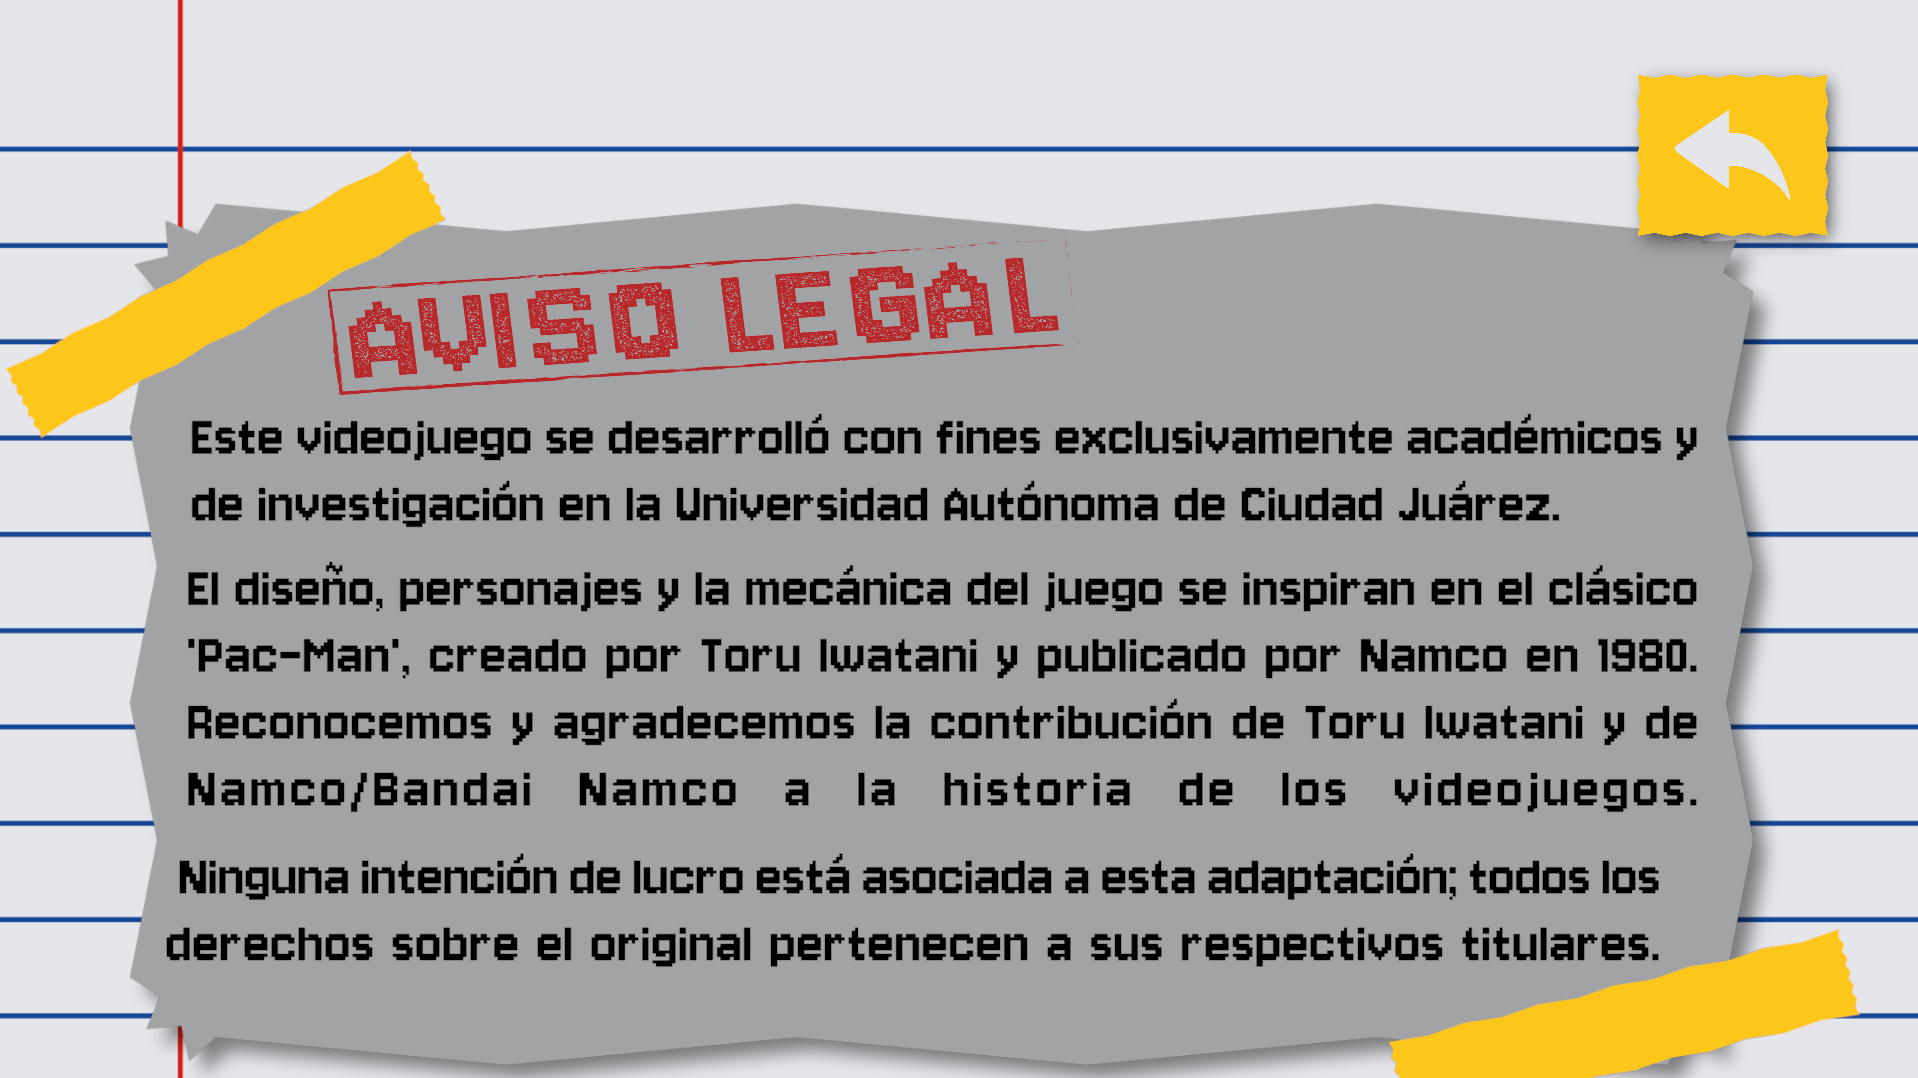 AVISO LEGAL
Este videojuego se desarrolló con fines exclusivamente académicos y
de investigación en la Universidad Autónoma de Ciudad Juárez.
El diseño, personajes y la mecánica del juego se inspiran en el clásico
'Pac-Man', creado por Toru Iwatani y publicado por Namco en 1980.
Reconocemos y agradecemos la contribución de Toru Iwatani y de
Namco/Bandai Namco a la historia de los videojuegos.
Ninguna intención de lucro está asociada a esta adaptación; todos los
derechos sobre el original pertenecen a sus respectivos titulares.